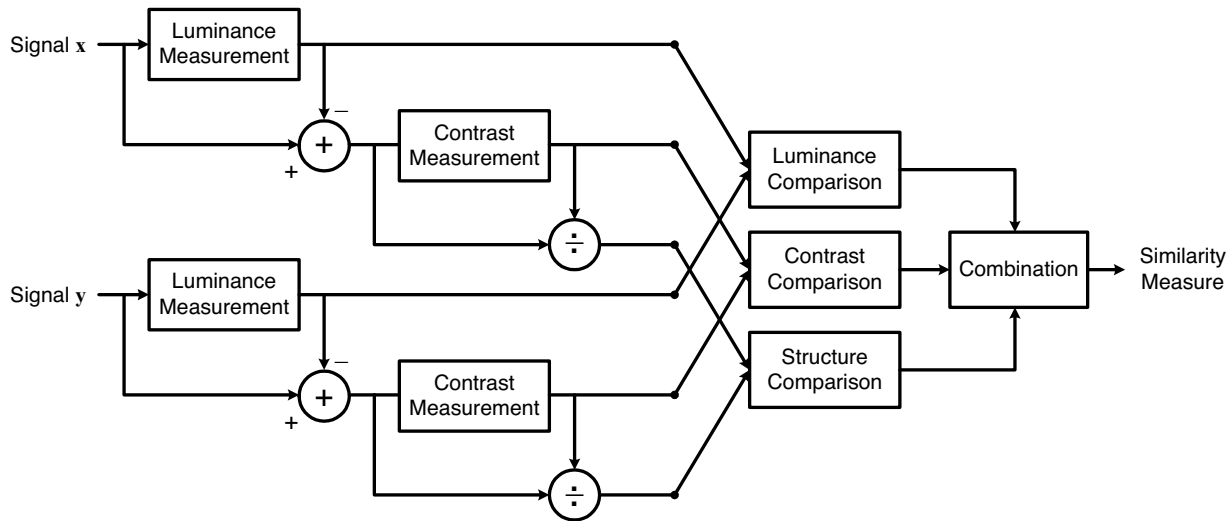 Signal x
Luminance
Measurement
−
+
+
Contrast
Measurement
÷
Signal y
Luminance
Measurement
−
+
+
Contrast
Measurement
÷
Luminance
Comparison
Contrast
Comparison
Structure
Comparison
Combination
Similarity
Measure